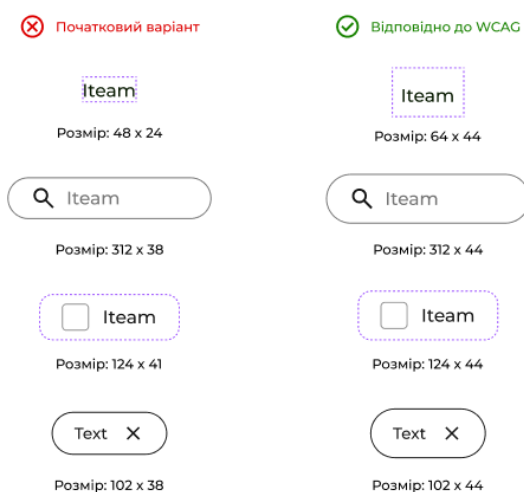 Початковий варіант
Відповідно до WCAG
Iteam
Iteam
Розмір: 48 x 24
Розмір: 64 x 44
Iteam
Iteam
Розмір: 312 x 38
Розмір: 312 x 44
Iteam
Iteam
Розмір: 124 x 41
Розмір: 124 x 44
Text
Text
Розмір: 102 x 38
Розмір: 102 x 44